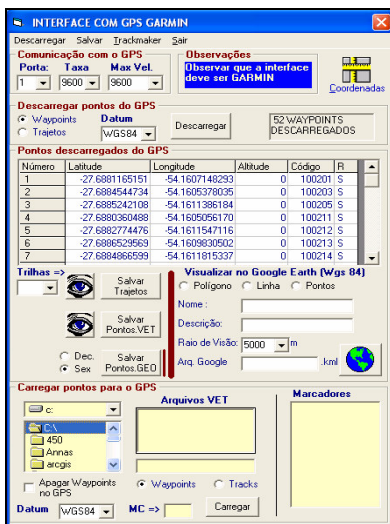 INTERFACE COM GPS GARMIN
Descarregar Salvar Trackmaker Sair
Comunicação com o GPS
Porta: Taxa Max Vel.
1 9600 9600
Observações
Observar que a interface
deve ser GARMIN
Coordenadas
Descarregar pontos do GPS
Waypoints Datum
Trajetos WGS84
Descarregar
52 WAYPOINTS
DESCARREGADOS
Pontos descarregados do GPS
Número Latitude Longitude Altitude Código R
1 -27.6881165151 -54.1607148293 0 100201 S
2 -27.6884544734 -54.1605378035 0 100203 S
3 -27.6885242108 -54.1611386184 0 100205 S
4 -27.6880360488 -54.1605056170 0 100211 S
5 -27.6882774476 -54.1611547116 0 100212 S
6 -27.6886529569 -54.1609830502 0 100213 S
7 -27.6884866599 -54.1611815337 0 100214 S
Trilhas =>
Salvar
Trajetos
Salvar
Pontos.VET
Dec.
Sex
Salvar
Pontos.GEO
Visualizar no Google Earth (Wgs 84)
Polígono Linha Pontos
Nome :
Descrição:
Raio de Visão: 5000 m
Arq. Google .kml
Carregar pontos para o GPS
c:
C:\
450
Annas
arcgis
Arquivos VET
Marcadores
Apagar Waypoints
no GPS
Waypoints Tracks
Datum WGS84 MC => Carregar